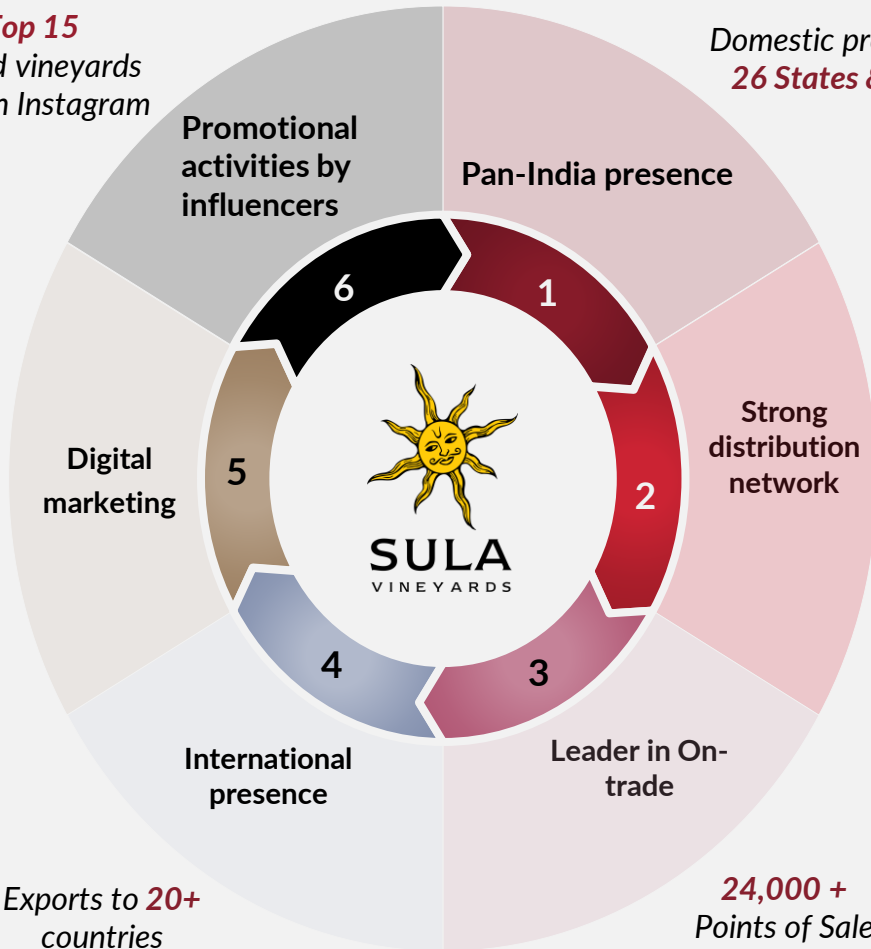 Top 15
vineyards
Instagram
Domestic
26 States &
Promotional
activities by
influencers
Pan-India presence
6
1
Strong
distribution
network
2
Digital
marketing
5
SULA
VINEYARDS
4
3
International
presence
Leader in On-
trade
Exports to 20+
countries
24,000 +
Points of Sale